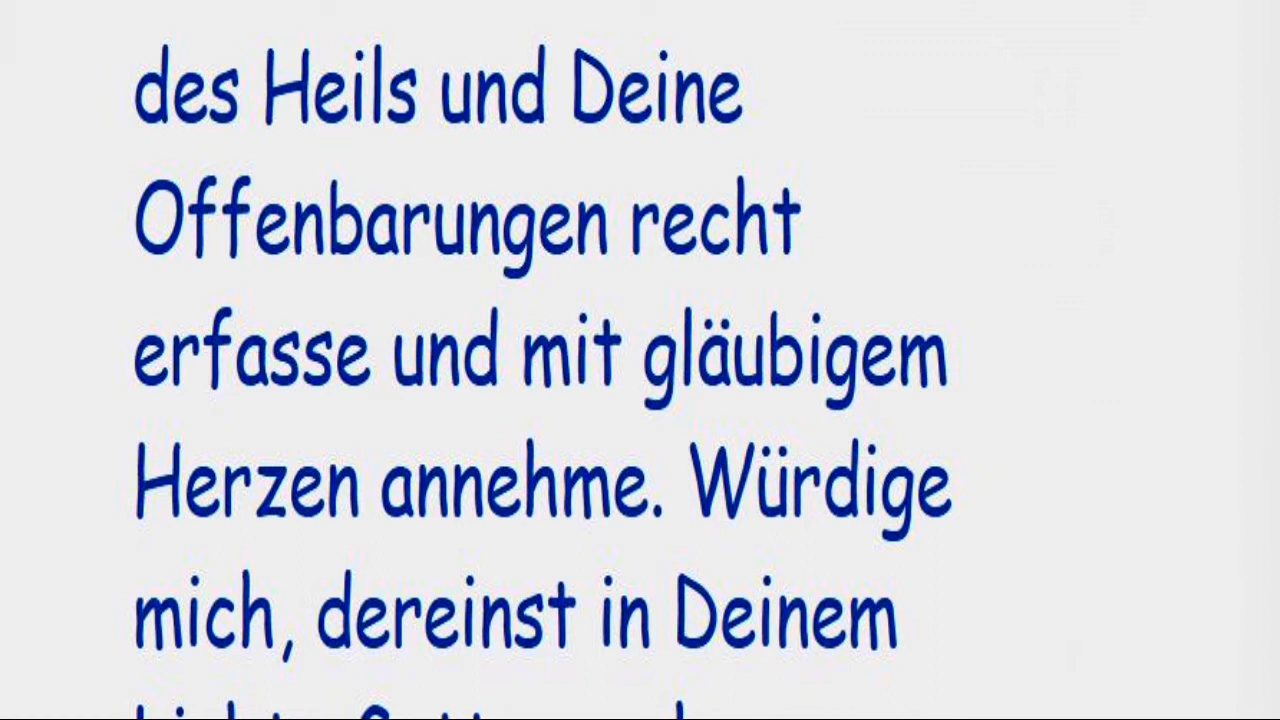 des Heils und Deine
Offenbarungen recht
erfasse und mit gläubigem
Herzen annehme. Würdige
mich, dereinst in Deinem